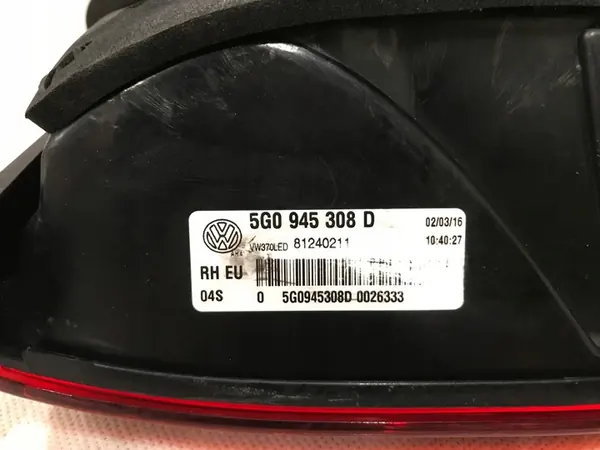 5G0 945 308 D 02/03/16
VW370LED 81240211 10:40:27
RH EU
04S 0 5G0945308D 0026333